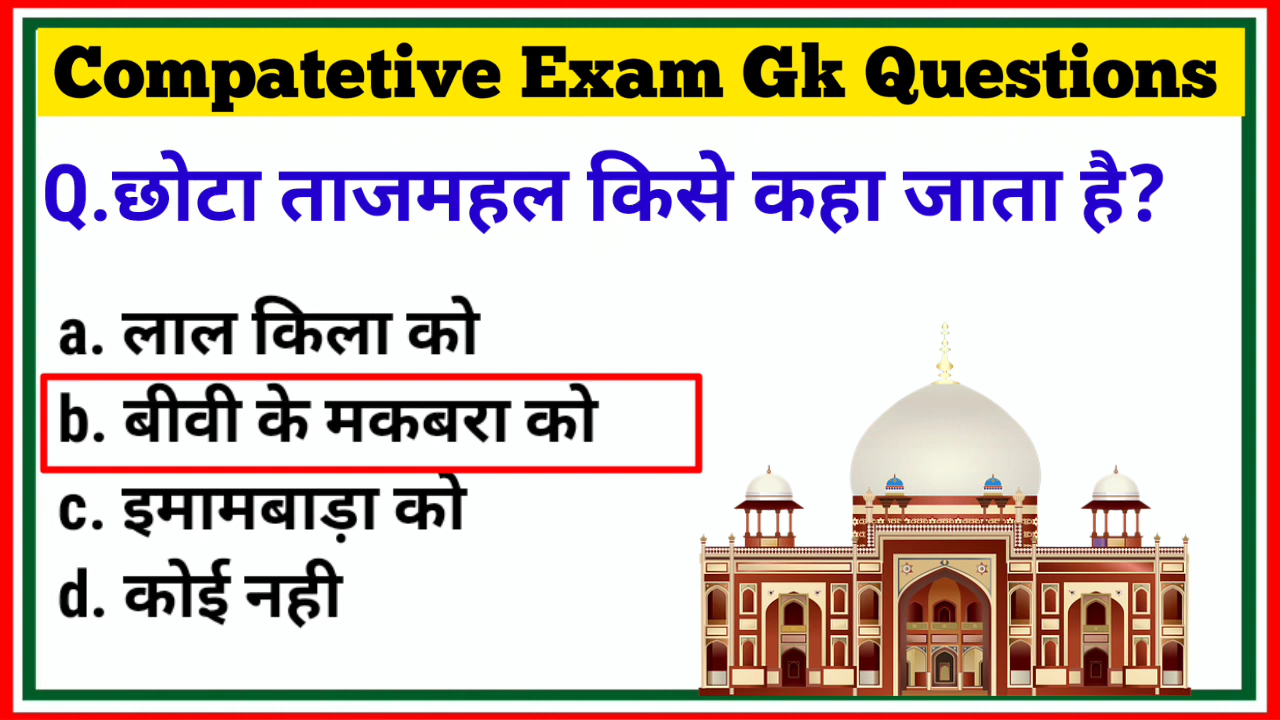 Compatetive Exam Gk Questions
Q.छोटा ताजमहल किसे कहा जाता है?
a. लाल किला को
b. बीवी के मकबरा को
c. इमामबाड़ा को
d. कोई नही